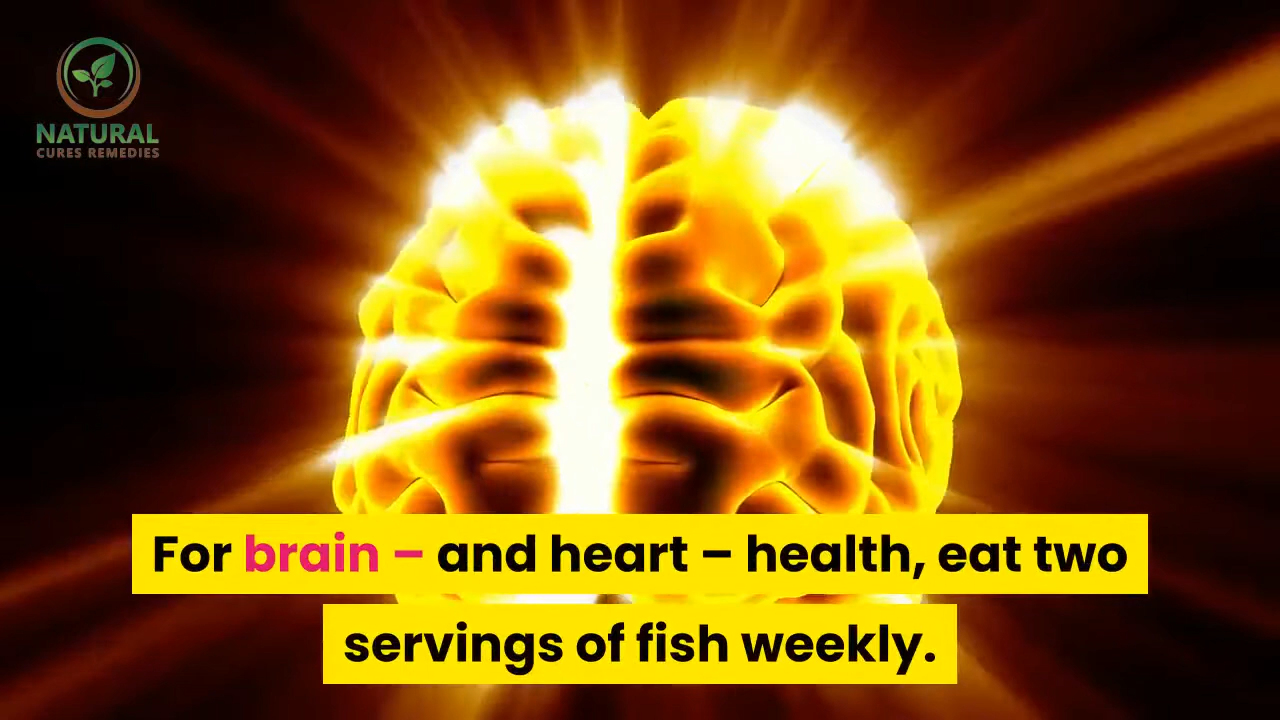 NATURAL
CURES REMEDIES
For brain – and heart – health, eat two
servings of fish weekly.